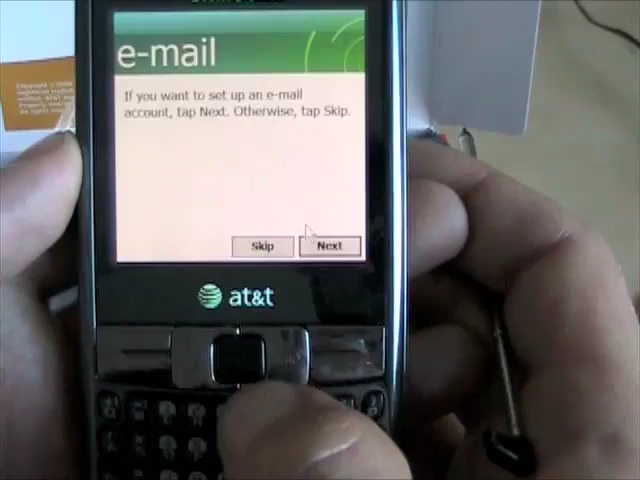 e-mail
If you want to set up an e-mail
account, tap Next. Otherwise, tap Skip.
Skip
Next
at&t